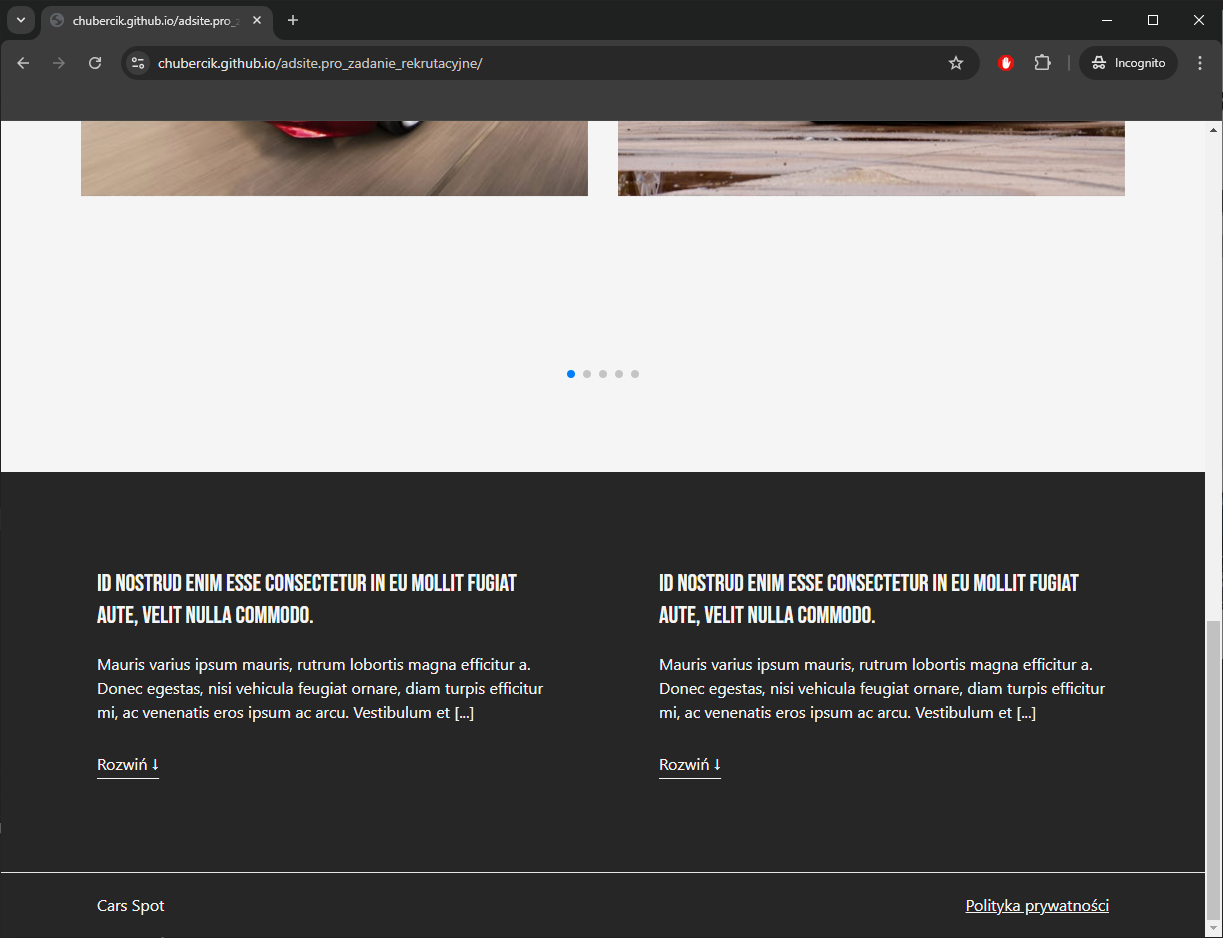 chubercik.github.io/adsite.pro_z
chubercik.github.io/adsite.pro_zadanie_rekrutacyjne/
Incognito
ID NOSTRUD ENIM ESSE CONSECTETUR IN EU MOLLIT FUGIAT
AUTE, VELIT NULLA COMMODO.
Mauris varius ipsum mauris, rutrum lobortis magna efficitur a.
Donec egestas, nisi vehicula feugiat ornare, diam turpis efficitur
mi, ac venenatis eros ipsum ac arcu. Vestibulum et [...]
Rozwiń ↓
ID NOSTRUD ENIM ESSE CONSECTETUR IN EU MOLLIT FUGIAT
AUTE, VELIT NULLA COMMODO.
Mauris varius ipsum mauris, rutrum lobortis magna efficitur a.
Donec egestas, nisi vehicula feugiat ornare, diam turpis efficitur
mi, ac venenatis eros ipsum ac arcu. Vestibulum et [...]
Rozwiń ↓
Cars Spot
Polityka prywatności